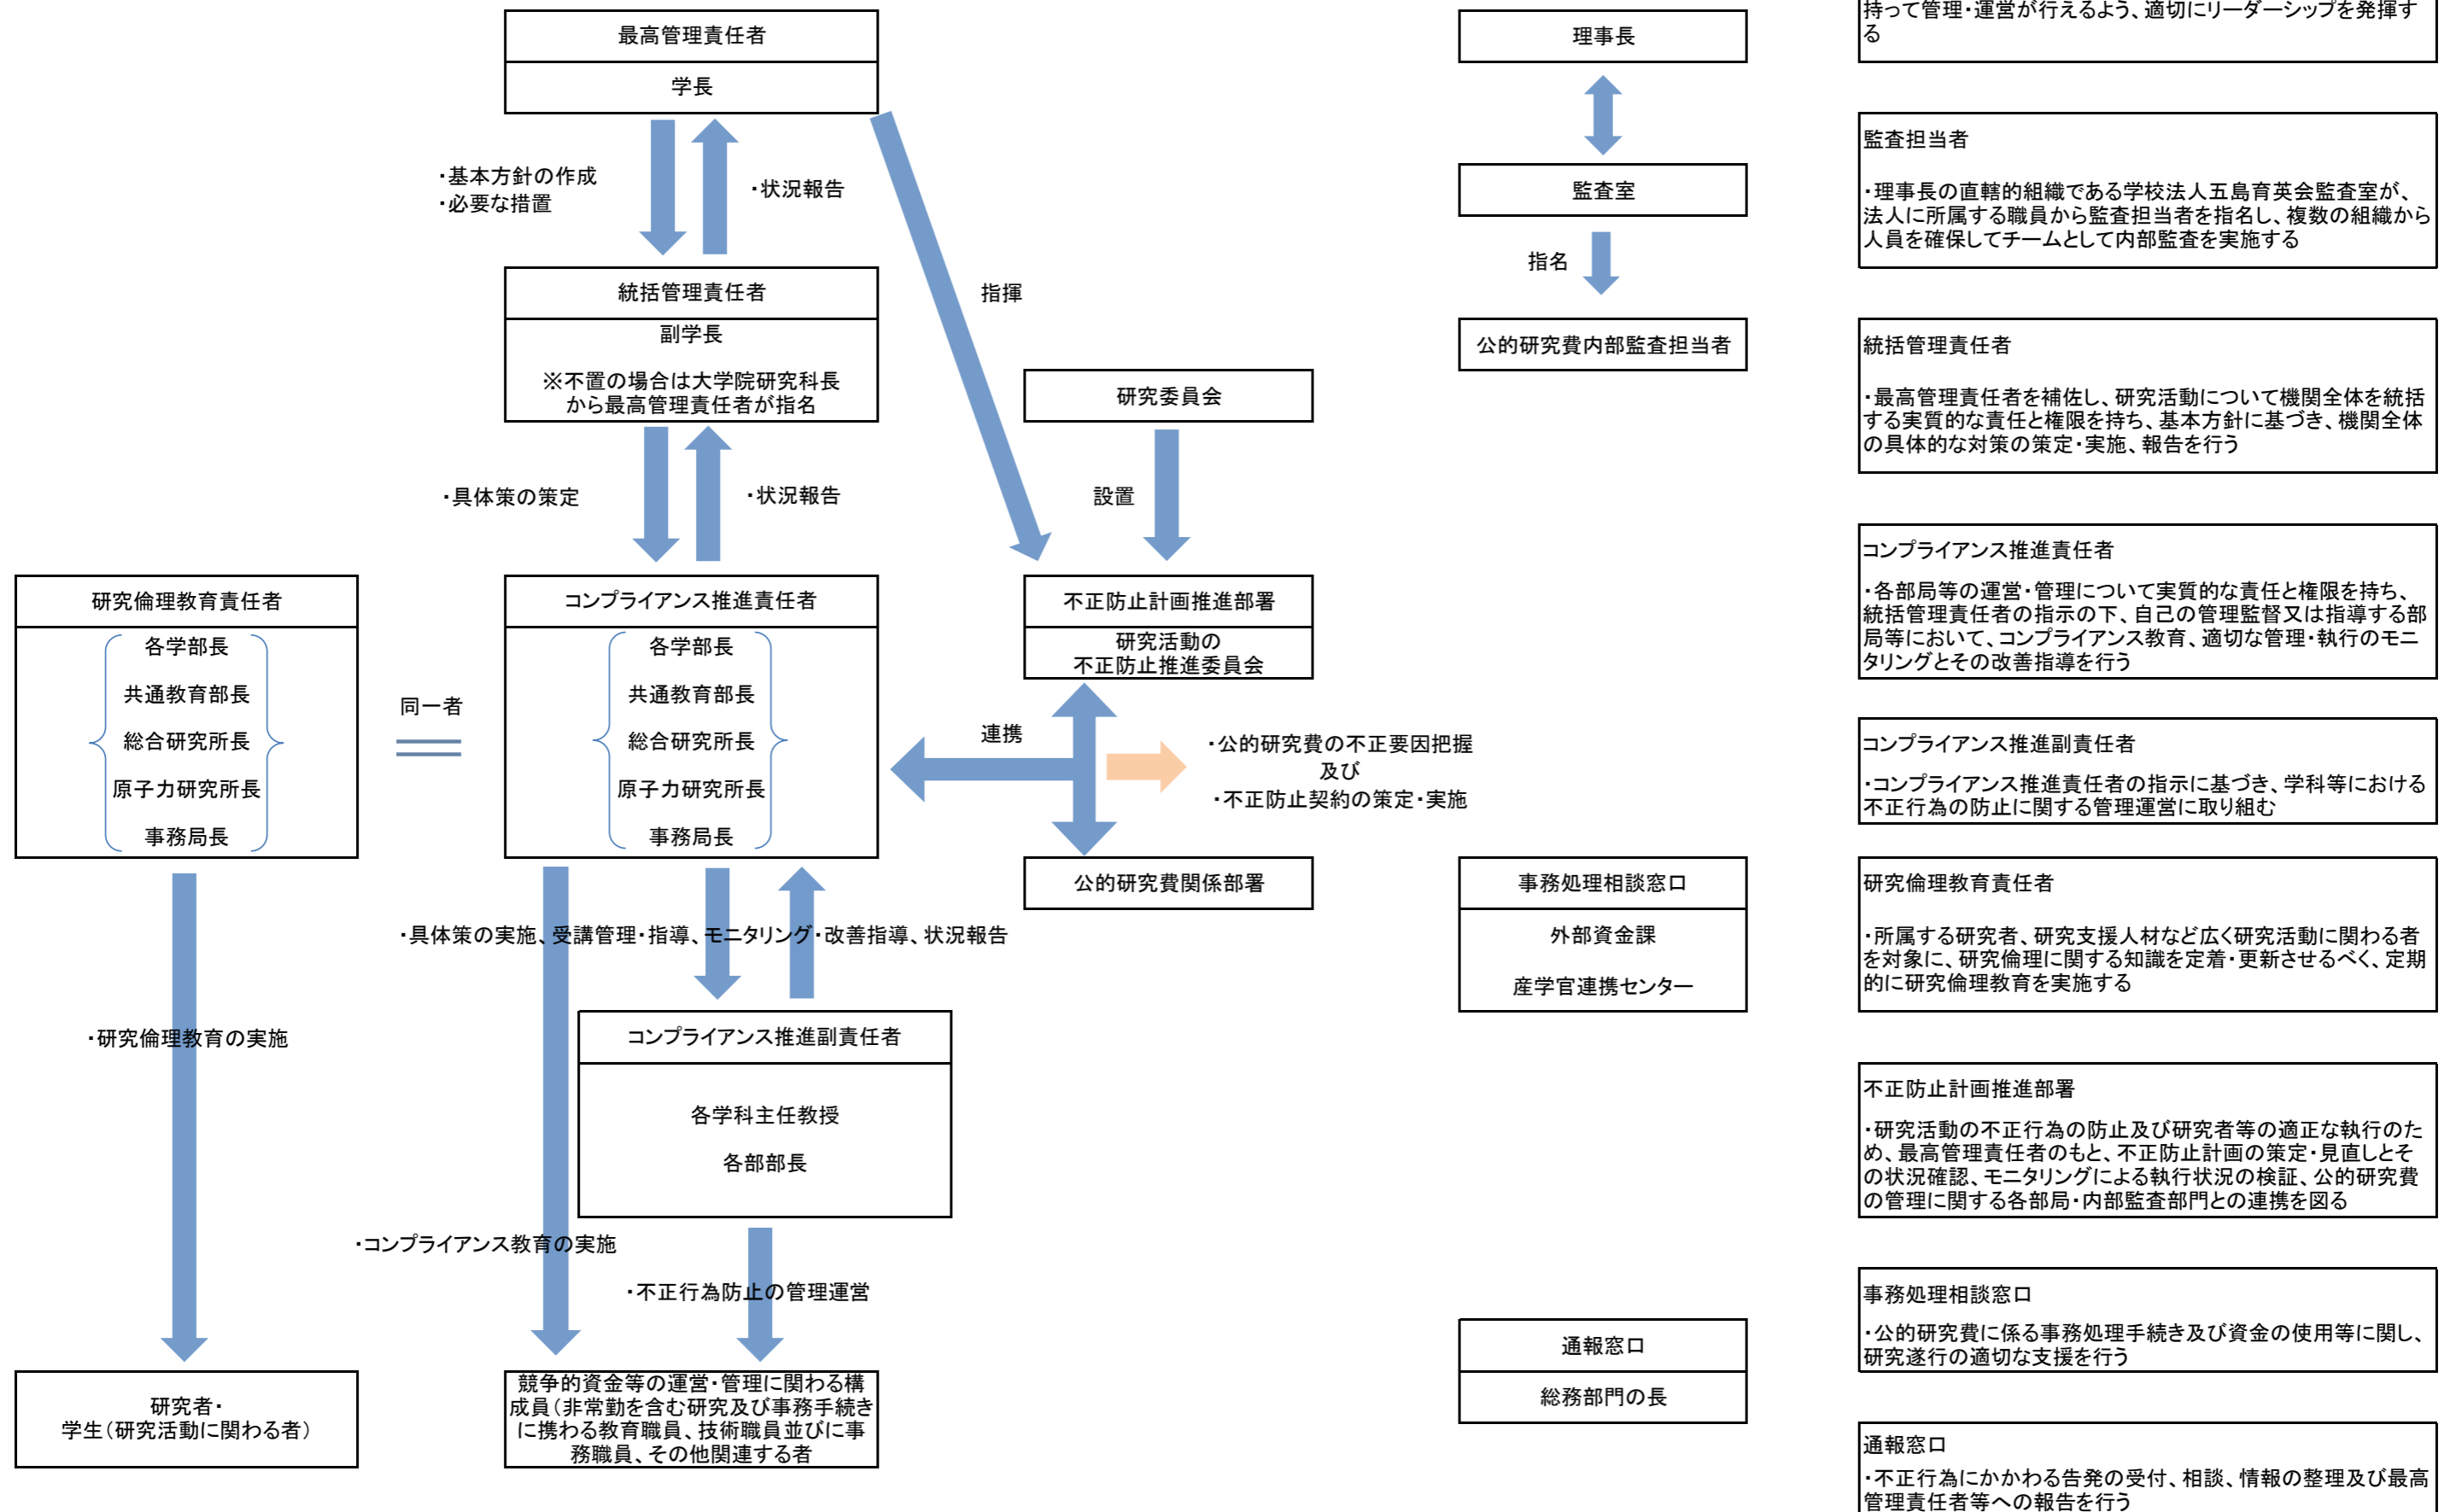 最高管理責任者
学長
・基本方針の作成
・必要な措置
・状況報告
統括管理責任者
副学長
※不置の場合は大学院研究科長
から最高管理責任者が指名
・具体策の策定
・状況報告
指揮
研究委員会
設置
研究倫理教育責任者
各学部長
共通教育部長
総合研究所長
原子力研究所長
事務局長
同一者
コンプライアンス推進責任者
各学部長
共通教育部長
総合研究所長
原子力研究所長
事務局長
不正防止計画推進部署
研究活動の
不正防止推進委員会
連携
・公的研究費の不正要因把握
及び
・不正防止契約の策定・実施
公的研究費関係部署
・具体策の実施、受講管理・指導、モニタリング・改善指導、状況報告
・研究倫理教育の実施
コンプライアンス推進副責任者
各学科主任教授
各部部長
・コンプライアンス教育の実施
・不正行為防止の管理運営
研究者・
学生（研究活動に関わる者）
競争的資金等の運営・管理に関わる構
成員（非常勤を含む研究及び事務手続き
に携わる教育職員、技術職員並びに事
務職員、その他関連する者
理事長
監査室
指名
公的研究費内部監査担当者
事務処理相談窓口
外部資金課
産学官連携センター
通報窓口
総務部門の長
持って管理・運営が行えるよう、適切にリーダーシップを発揮す
る
監査担当者
・理事長の直轄的組織である学校法人五島育英会監査室が、
法人に所属する職員から監査担当者を指名し、複数の組織から
人員を確保してチームとして内部監査を実施する
統括管理責任者
・最高管理責任者を補佐し、研究活動について機関全体を統括
する実質的な責任と権限を持ち、基本方針に基づき、機関全体
の具体的な対策の策定・実施、報告を行う
コンプライアンス推進責任者
・各部局等の運営・管理について実質的な責任と権限を持ち、
統括管理責任者の指示の下、自己の管理監督又は指導する部
局等において、コンプライアンス教育、適切な管理・執行のモニ
タリングとその改善指導を行う
コンプライアンス推進副責任者
・コンプライアンス推進責任者の指示に基づき、学科等における
不正行為の防止に関する管理運営に取り組む
研究倫理教育責任者
・所属する研究者、研究支援人材など広く研究活動に関わる者
を対象に、研究倫理に関する知識を定着・更新させるべく、定期
的に研究倫理教育を実施する
不正防止計画推進部署
・研究活動の不正行為の防止及び研究者等の適正な執行のた
め、最高管理責任者のもと、不正防止計画の策定・見直しとそ
の状況確認、モニタリングによる執行状況の検証、公的研究費
の管理に関する各部局・内部監査部門との連携を図る
事務処理相談窓口
・公的研究費に係る事務処理手続き及び資金の使用等に関し、
研究遂行の適切な支援を行う
通報窓口
・不正行為にかかわる告発の受付、相談、情報の整理及び最高
管理責任者等への報告を行う